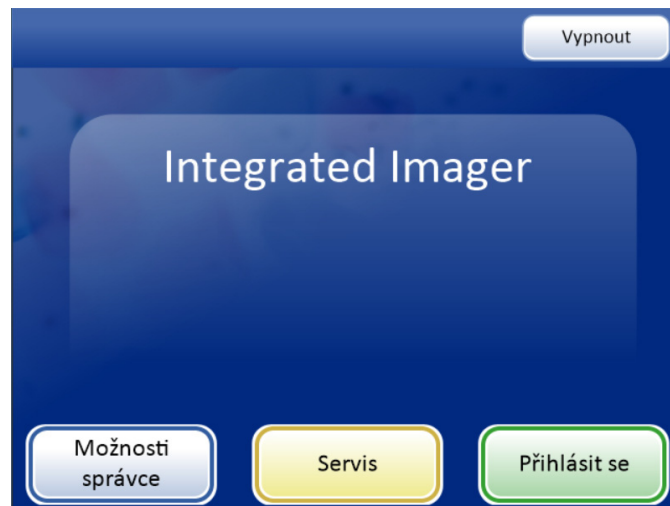 Vypnout
Integrated Imager
Možnosti
správce
Servis
Přihlásit se